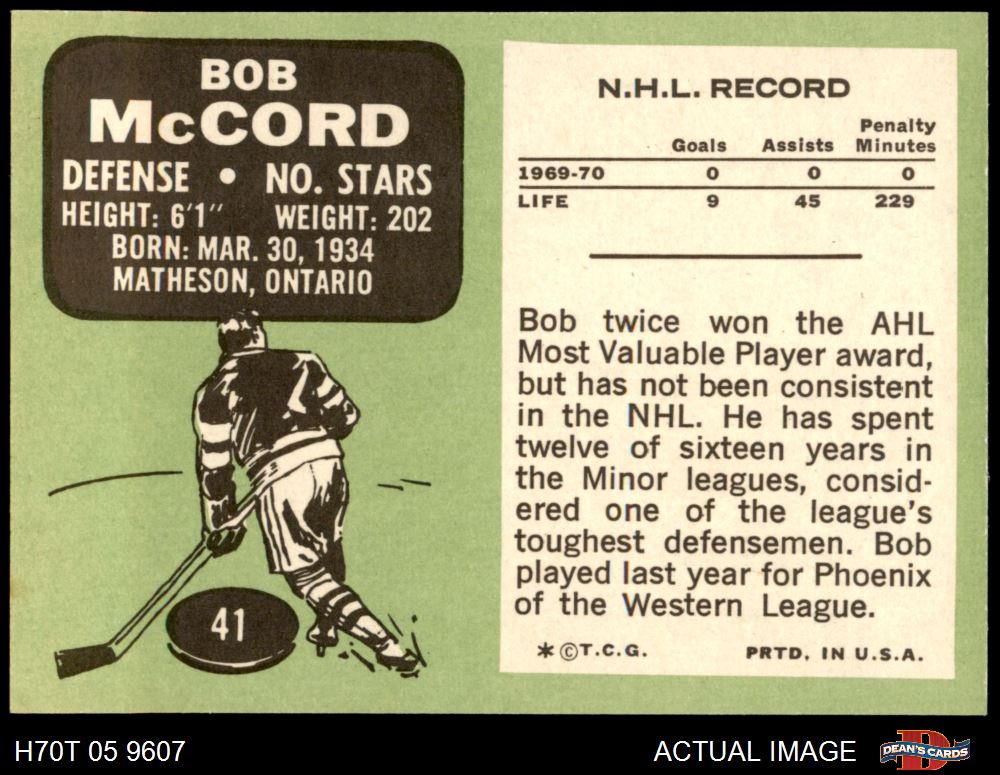 BOB
McCORD
DEFENSE • NO. STARS
HEIGHT: 6'1" WEIGHT: 202
BORN: MAR. 30, 1934
MATHESON, ONTARIO
41
N.H.L. RECORD
Goals Assists Penalty Minutes
1969-70 0 0 0
LIFE 9 45 229
Bob twice won the AHL
Most Valuable Player award,
but has not been consistent
in the NHL. He has spent
twelve of sixteen years in
the Minor leagues, consid-
ered one of the league's
toughest defensemen. Bob
played last year for Phoenix
of the Western League.
* © T.C.G. PRTD. IN U.S.A.
H70T 05 9607 ACTUAL IMAGE DEAN'S CARDS